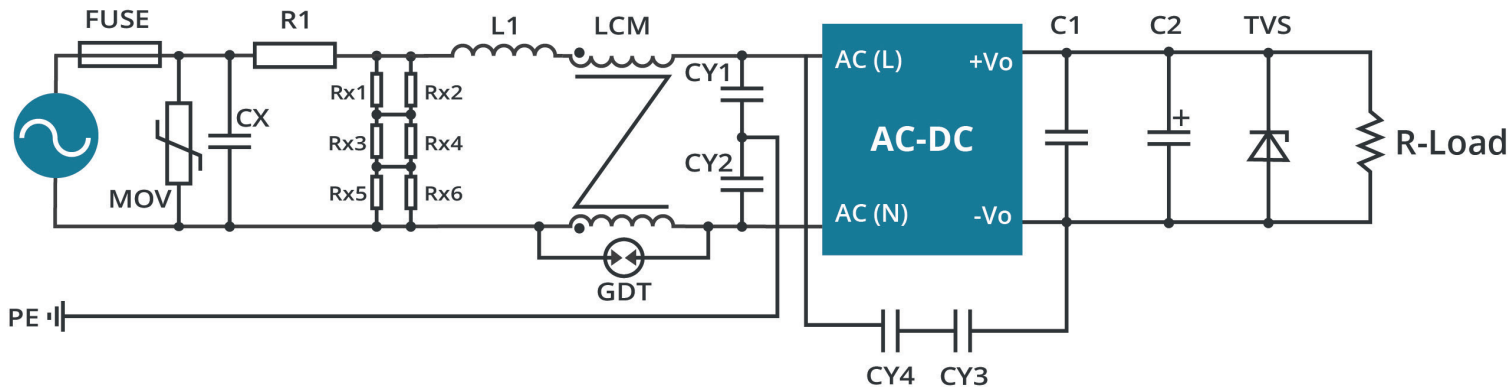 FUSE
R1
L1
LCM
C1
C2
TVS
AC (L)
+Vo
CY1
Rx1
Rx2
CX
AC-DC
Rx3
Rx4
+
R-Load
CY2
MOV
Rx5
Rx6
AC (N)
-Vo
GDT
PE
CY4
CY3